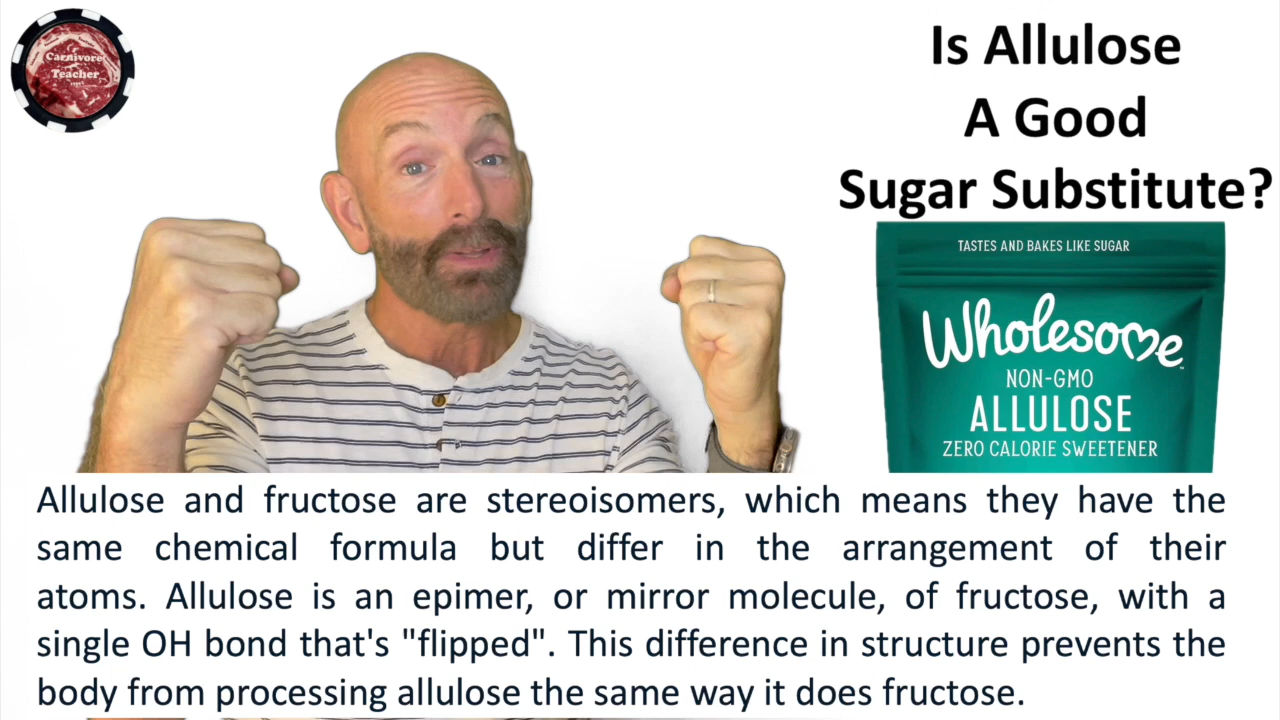 Carnivore
Teacher
Is Allulose
A Good
Sugar Substitute?
TASTES AND BAKES LIKE SUGAR
Wholesome
NON-GMO
ALLULOSE
ZERO CALORIE SWEETENER
Allulose and fructose are stereoisomers, which means they have the
same chemical formula but differ in the arrangement of their
atoms. Allulose is an epimer, or mirror molecule, of fructose, with a
single OH bond that's "flipped". This difference in structure prevents the
body from processing allulose the same way it does fructose.